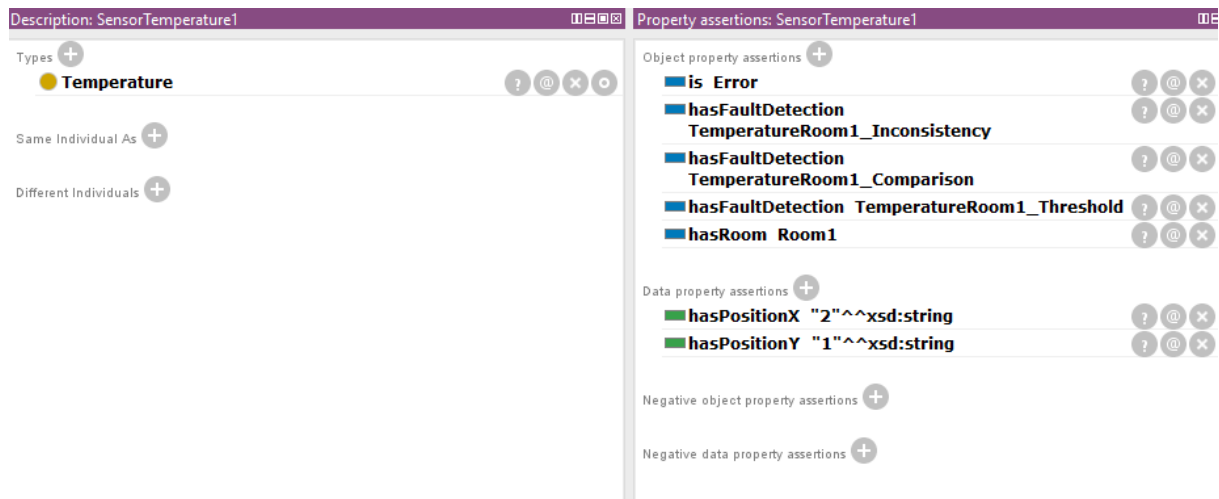 Description: SensorTemperature1
Types
Temperature
Same Individual As
Different Individuals
Property assertions: SensorTemperature1
Object property assertions
is Error
hasFaultDetection
TemperatureRoom1_Inconsistency
hasFaultDetection
TemperatureRoom1_Comparison
hasFaultDetection TemperatureRoom1_Threshold
hasRoom Room1
Data property assertions
hasPositionX "2"^^xsd:string
hasPositionY "1"^^xsd:string
Negative object property assertions
Negative data property assertions